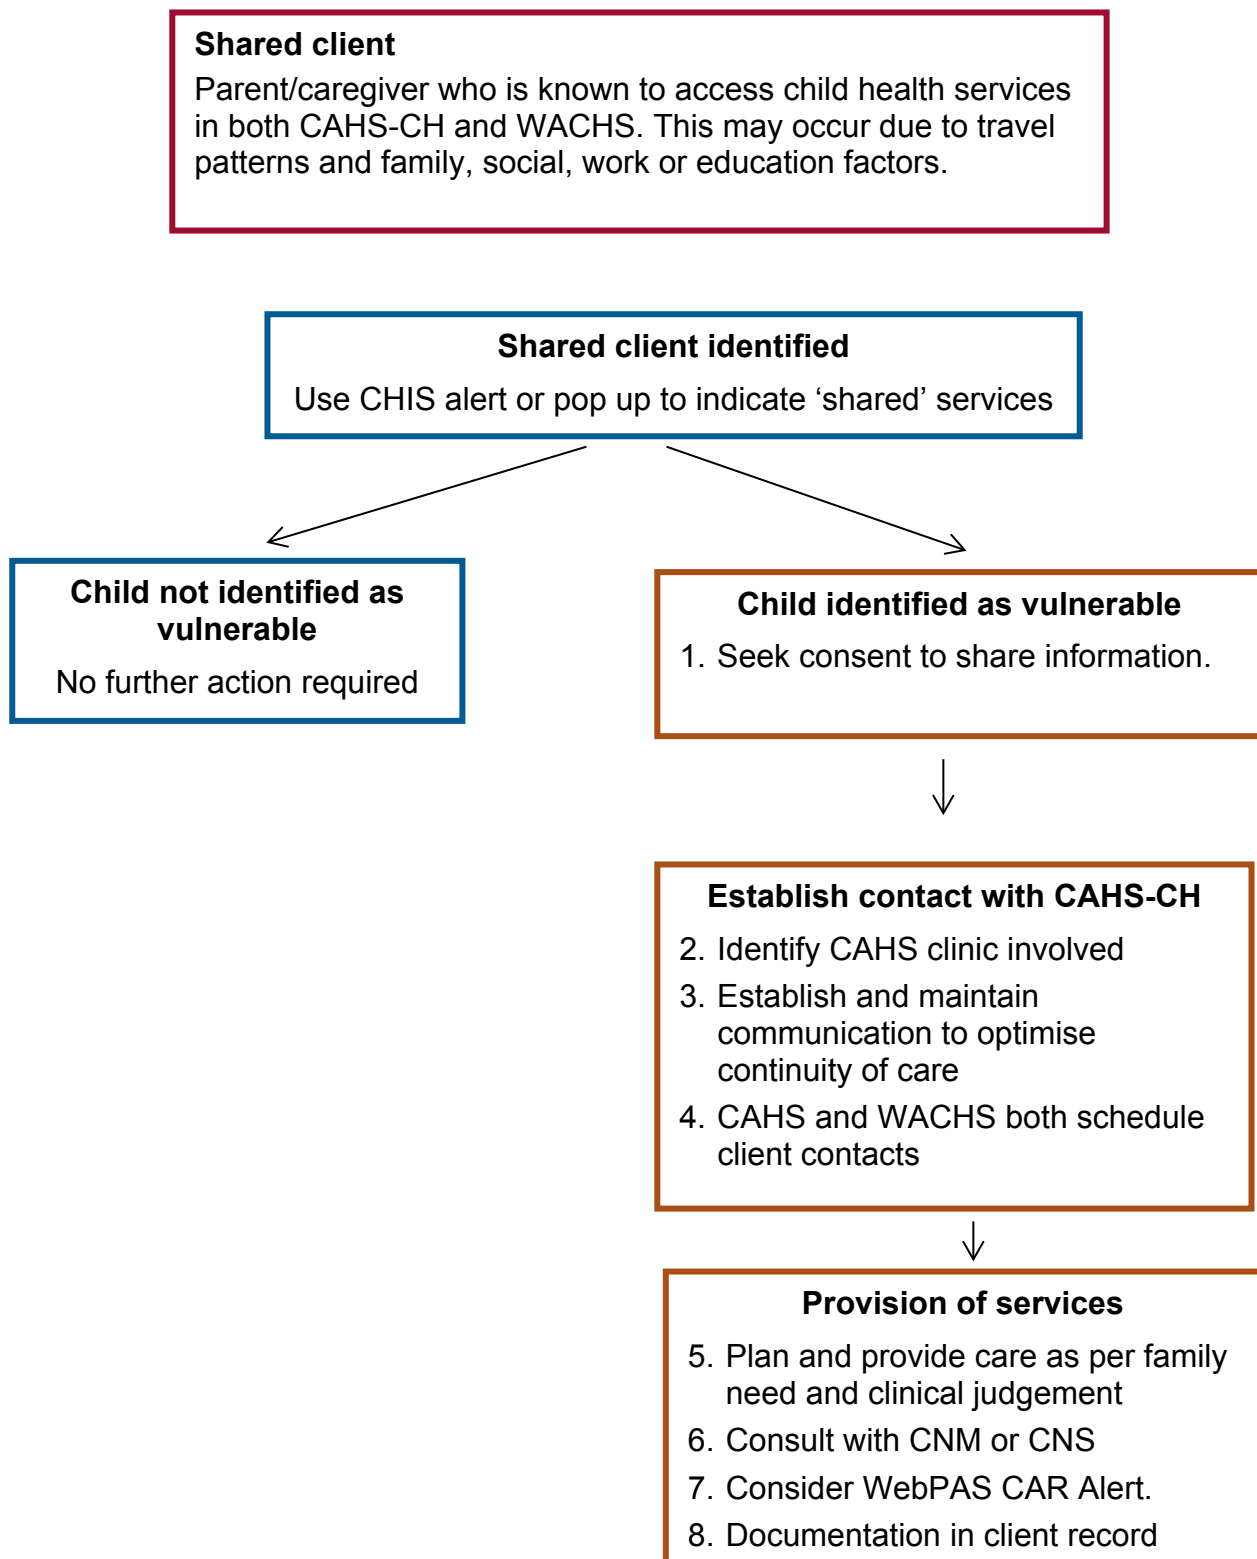 Shared client
Parent/caregiver who is known to access child health services
in both CAHS-CH and WACHS. This may occur due to travel
patterns and family, social, work or education factors.
Shared client identified
Use CHIS alert or pop up to indicate ‘shared’ services
Child not identified as
vulnerable
No further action required
Child identified as vulnerable
1. Seek consent to share information.
Establish contact with CAHS-CH
2. Identify CAHS clinic involved
3. Establish and maintain
communication to optimise
continuity of care
4. CAHS and WACHS both schedule
client contacts
Provision of services
5. Plan and provide care as per family
need and clinical judgement
6. Consult with CNM or CNS
7. Consider WebPAS CAR Alert.
8. Documentation in client record